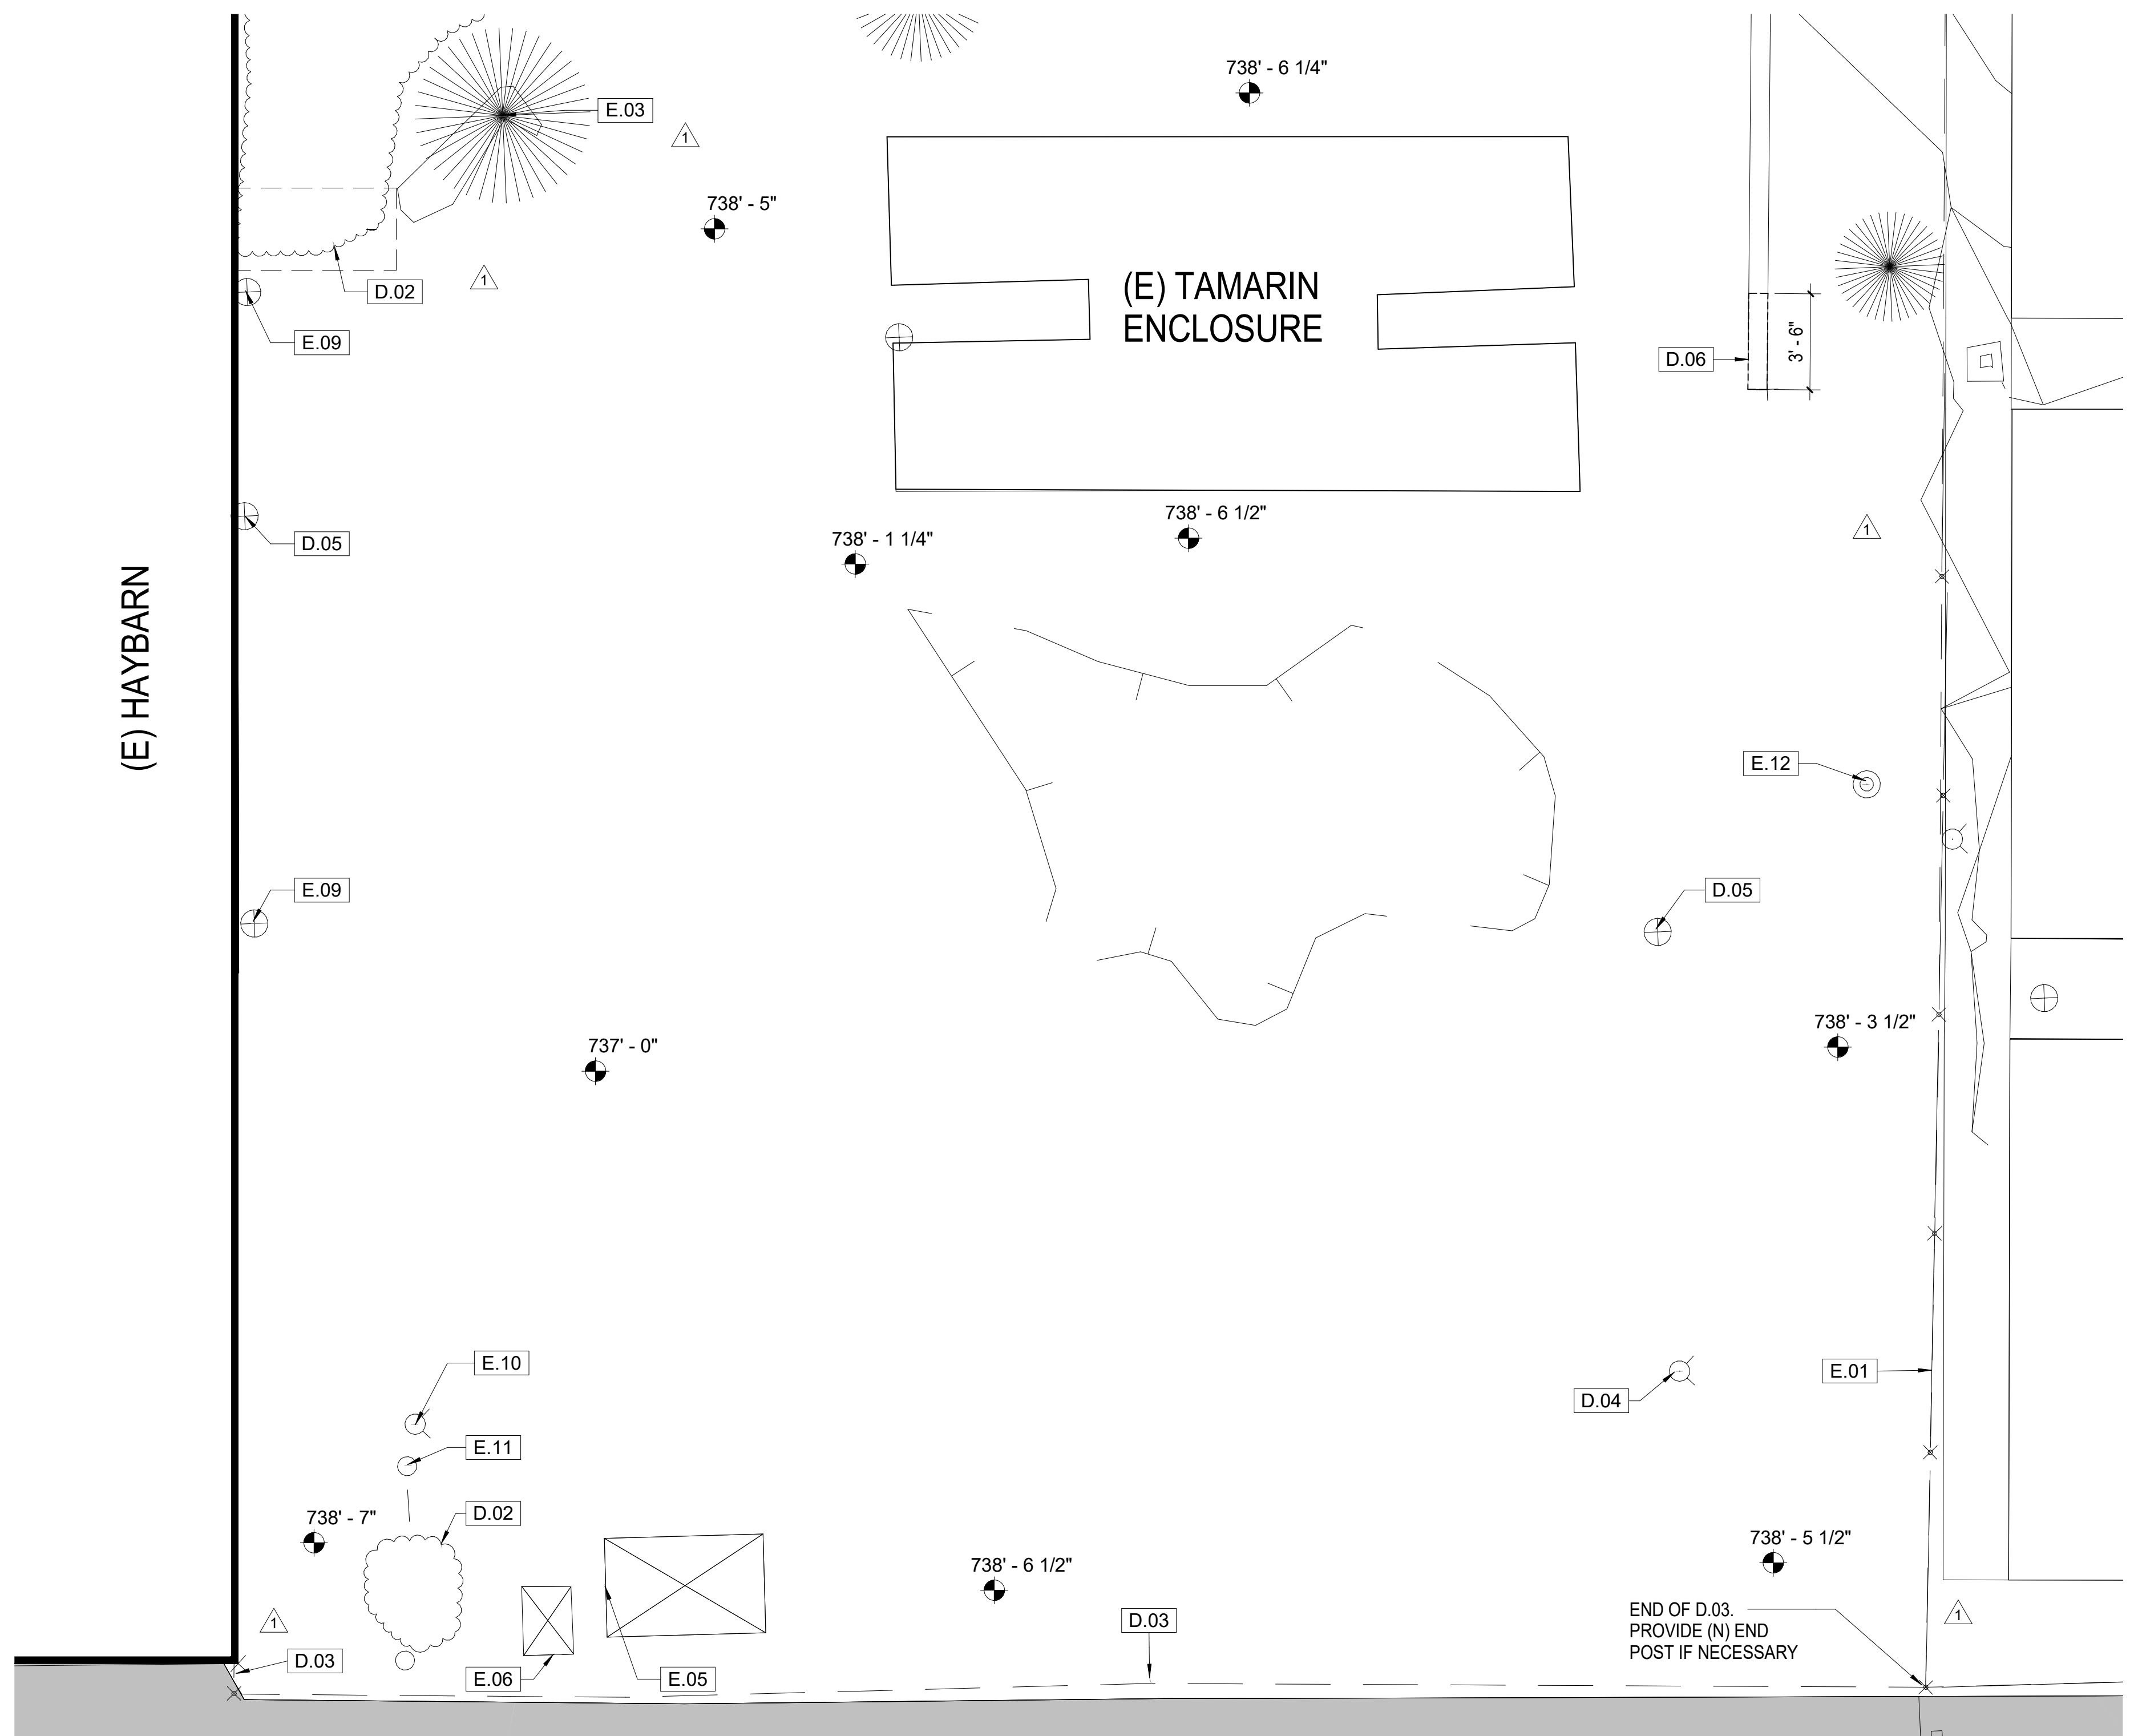 738' - 6 1/4"
E.03
1
738' - 5"
(E) TAMARIN
ENCLOSURE
1
D.02
E.09
D.06
3' - 6"
738' - 6 1/2"
738' - 1 1/4"
1
D.05
(E) HAYBARN
E.12
E.09
D.05
738' - 3 1/2"
737' - 0"
E.10
E.01
D.04
E.11
738' - 7"
D.02
738' - 5 1/2"
738' - 6 1/2"
1
D.03
END OF D.03.
PROVIDE (N) END
POST IF NECESSARY
1
D.03
E.06
E.05